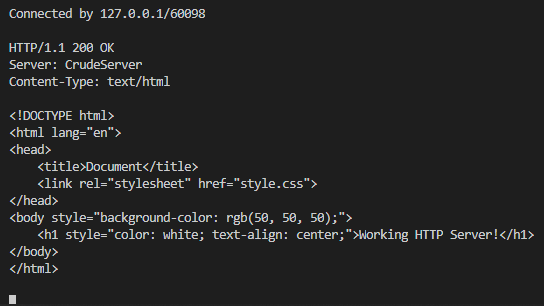 Connected by 127.0.0.1/60098
HTTP/1.1 200 OK
Server: CrudeServer
Content-Type: text/html
<!DOCTYPE html>
<html lang="en">
<head>
    <title>Document</title>
    <link rel="stylesheet" href="style.css">
</head>
<body style="background-color: rgb(50, 50, 50);">
    <h1 style="color: white; text-align: center;">Working HTTP Server!</h1>
</body>
</html>